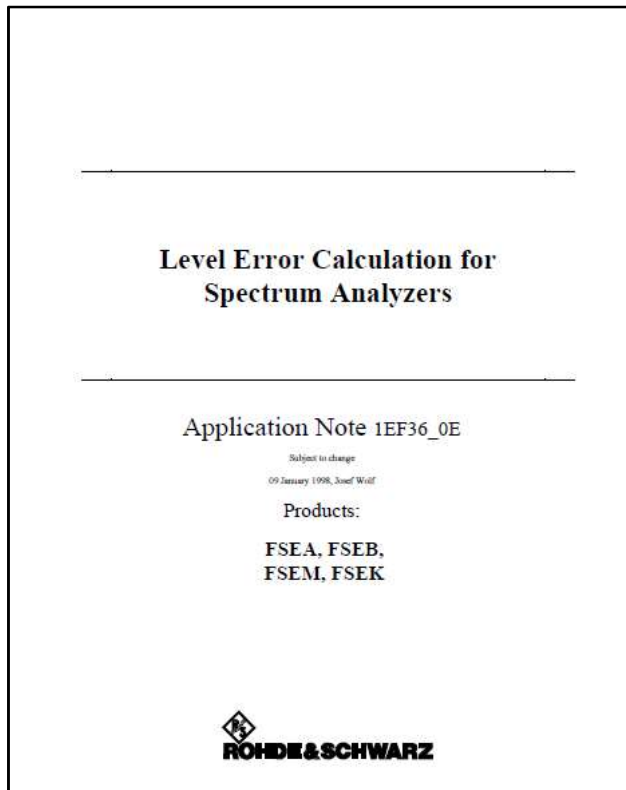 Level Error Calculation for
Spectrum Analyzers
Application Note 1EF36_0E
Subject to change
09 January 1998, Josef Wolf
Products:
FSEA, FSEB,
FSEM, FSEK
R S
ROHDE&SCHWARZ